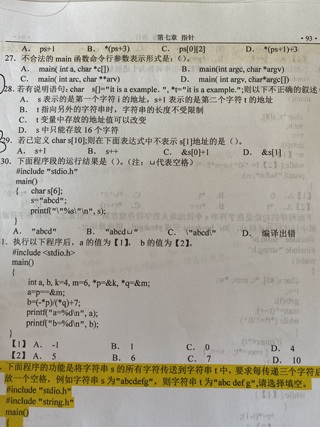 第七章 指针 · 93 ·
A. ps+1 B. *(ps+3) C. ps[0][2] D. *(ps+1)+3
27. 不合法的 main 函数命令行参数表示形式是：()。
A. main( int a, char *c[]) B. main(int argc, char *argv)
C. main( int arc, char **arv) D. main( int argv, char*argc[])
28. 若有说明语句: char s[]="it is a example. ", *t="it is a example. ";则以下不正确的叙述
A. s 表示的是第一个字符 i 的地址，s+1 表示的是第二个字符 t 的地址
B. t 指向另外的字符串时，字符串的长度不受限制
C. t 变量中存放的地址值可以改变
D. s 中只能存放 16 个字符
29. 若已定义 char s[10];则在下面表达式中不表示 s[1]地址的是 ()。
A. s+1 B. s++ C. &s[0]+1 D. &s[1]
30. 下面程序段的运行结果是（）。(注: ⊔代表空格)
#include "stdio.h"
main()
{ char s[6];
s="abcd";
printf("\"%s\"\n", s);
}
A. "abcd" B. "abcd " C. \"abcd\" D. 编译出错
1. 执行以下程序后，a 的值为【1】, b 的值为【2】.
#include <stdio.h>
main()
{
int a, b, k=4, m=6, *p=&k, *q=&m;
a=p==&m;
b=(-*p)/(*q)+7;
printf("a=%d\n", a);
printf("b=%d\n", b);
}
【1】A. -1 B. 1 C. 0 D. 4
【2】A. 5 B. 6 C. 7 D. 10
. 下面程序的功能是将字符串 s 的所有字符传送到字符串 t 中，要求每传递三个字符后
放一个空格，例如字符串 s 为"abcdefg"，则字符串 t 为"abc def g",请选择填空。
#include "stdio.h"
#include "string.h"
main()
{